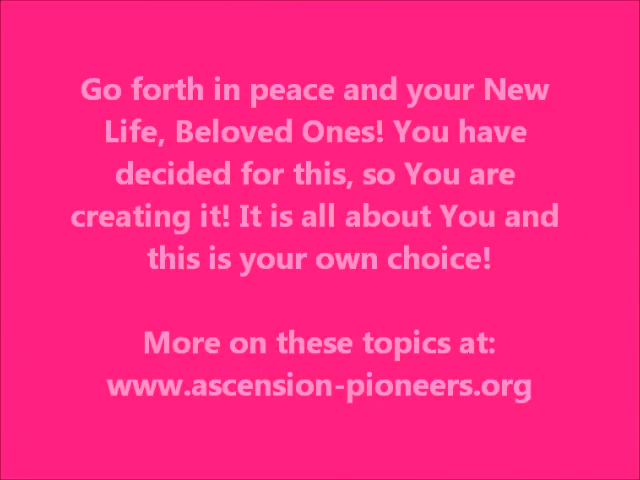 Go forth in peace and your New
Life, Beloved Ones! You have
decided for this, so You are
creating it! It is all about You and
this is your own choice!
More on these topics at:
www.ascension-pioneers.org